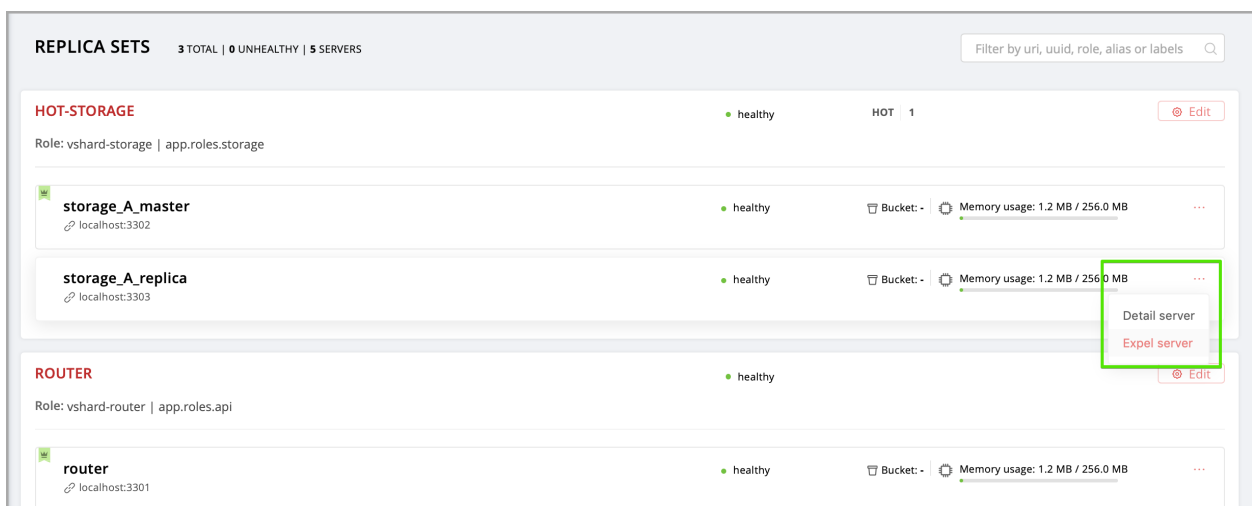 REPLICA SETS 3 TOTAL | 0 UNHEALTHY | 5 SERVERS Filter by uri, uuid, role, alias or labels
HOT-STORAGE healthy HOT 1 Edit
Role: vshard-storage | app.roles.storage
storage_A_master healthy Bucket: - Memory usage: 1.2 MB / 256.0 MB ...
localhost:3302
storage_A_replica healthy Bucket: - Memory usage: 1.2 MB / 256.0 MB ...
localhost:3303
Detail server
Expel server
ROUTER healthy Edit
Role: vshard-router | app.roles.api
router healthy Bucket: - Memory usage: 1.2 MB / 256.0 MB ...
localhost:3301